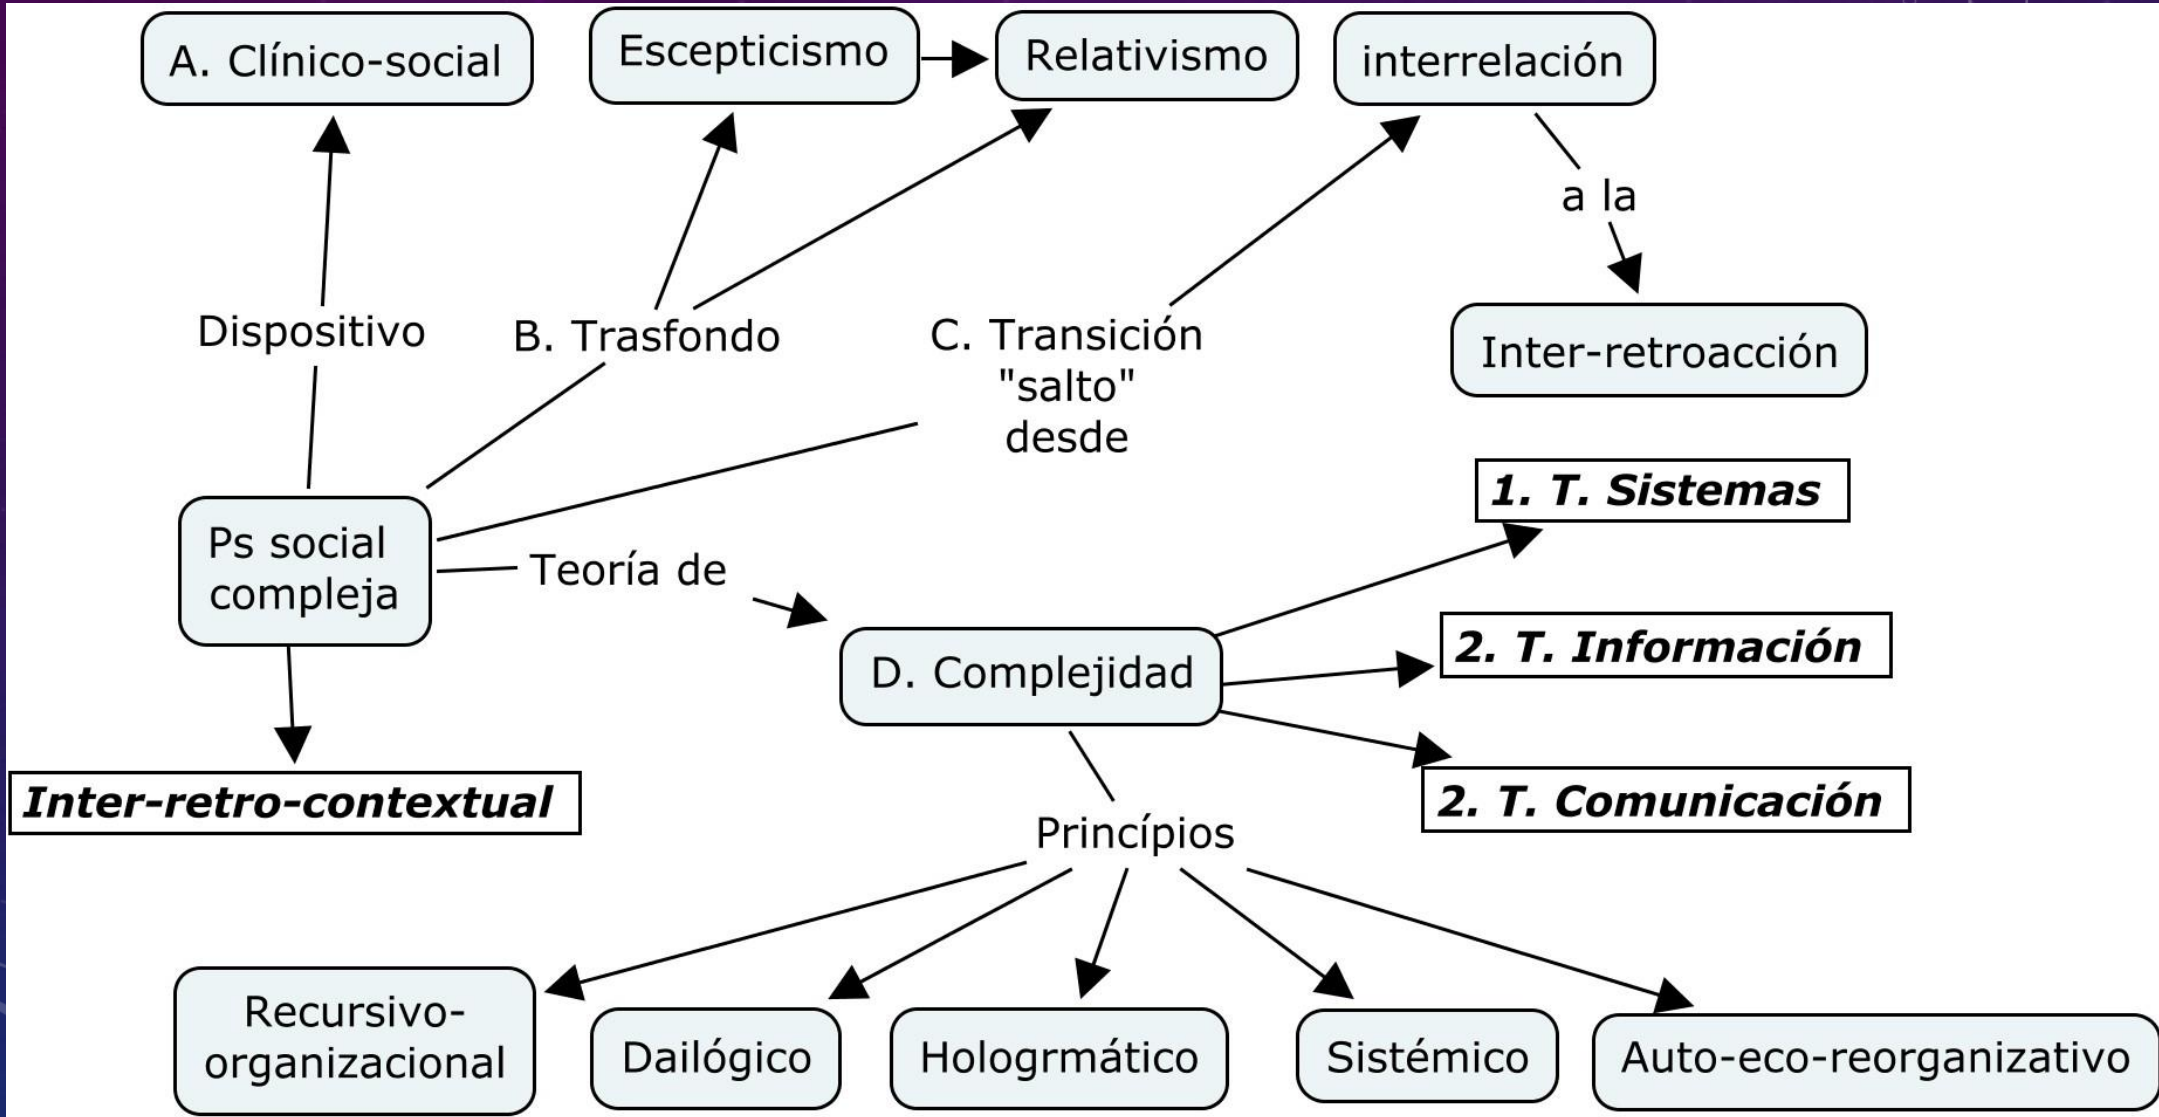 A. Clínico-social
Escepticismo
Relativismo
interrelación
a la
Dispositivo
B. Trasfondo
C. Transición
"salto"
desde
Inter-retroacción
1. T. Sistemas
Ps social
compleja
Teoría de
2. T. Información
D. Complejidad
Inter-retro-contextual
2. T. Comunicación
Princípios
Recursivo-
organizacional
Dailógico
Hologrmático
Sistémico
Auto-eco-reorganizativo